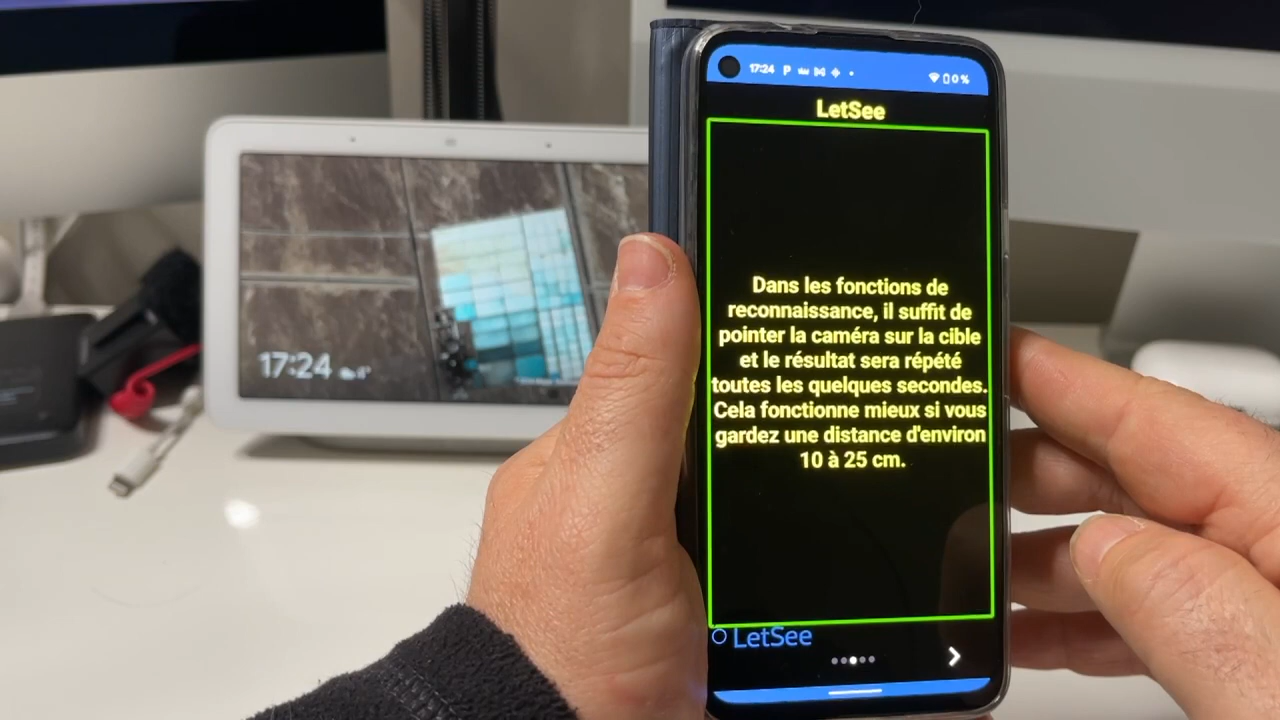 17:24
0%
LetSee
Dans les fonctions de
reconnaissance, il suffit de
pointer la caméra sur la cible
et le résultat sera répété
toutes les quelques secondes.
Cela fonctionne mieux si vous
gardez une distance d'environ
10 à 25 cm.
LetSee
17:24